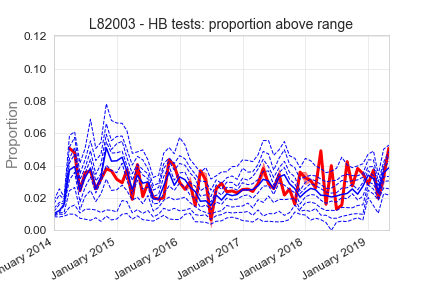 L82003 - HB tests: proportion above range
Proportion
0.12
0.10
0.08
0.06
0.04
0.02
0.00
nuary 2014
January 2015
January 2016
January 2017
January 2018
January 2019